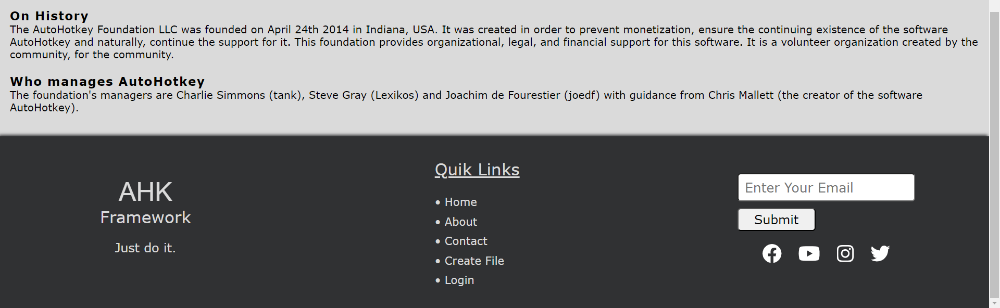 On History
The AutoHotkey Foundation LLC was founded on April 24th 2014 in Indiana, USA. It was created in order to prevent monetization, ensure the continuing existence of the software
AutoHotkey and naturally, continue the support for it. This foundation provides organizational, legal, and financial support for this software. It is a volunteer organization created by the
community, for the community.
Who manages AutoHotkey
The foundation's managers are Charlie Simmons (tank), Steve Gray (Lexikos) and Joachim de Fourestier (joedf) with guidance from Chris Mallett (the creator of the software
AutoHotkey).
AHK
Framework
Just do it.
Quik Links
• Home
• About
• Contact
• Create File
• Login
Enter Your Email
Submit